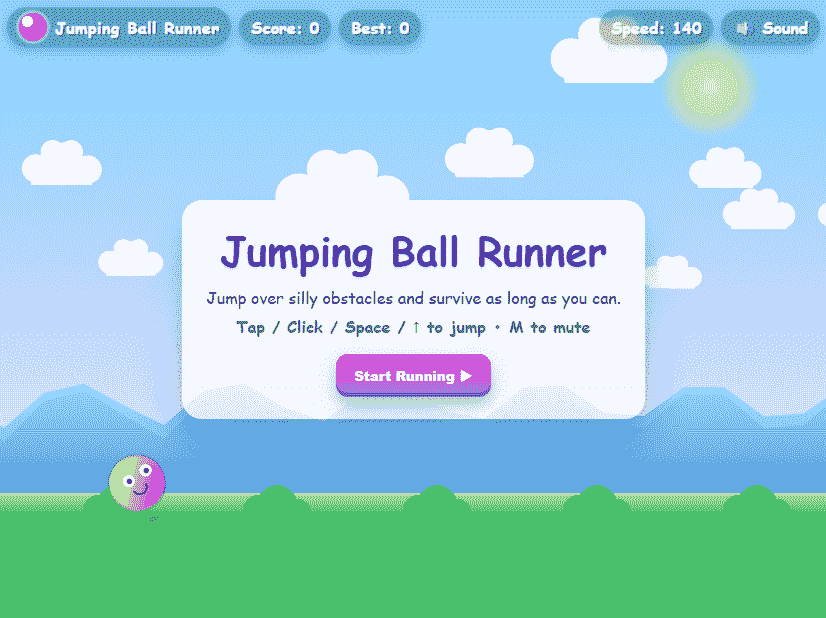 Jumping Ball Runner
Score: 0
Best: 0
Speed: 140
Sound
Jumping Ball Runner
Jump over silly obstacles and survive as long as you can.
Tap / Click / Space / ↑ to jump • M to mute
Start Running ▶